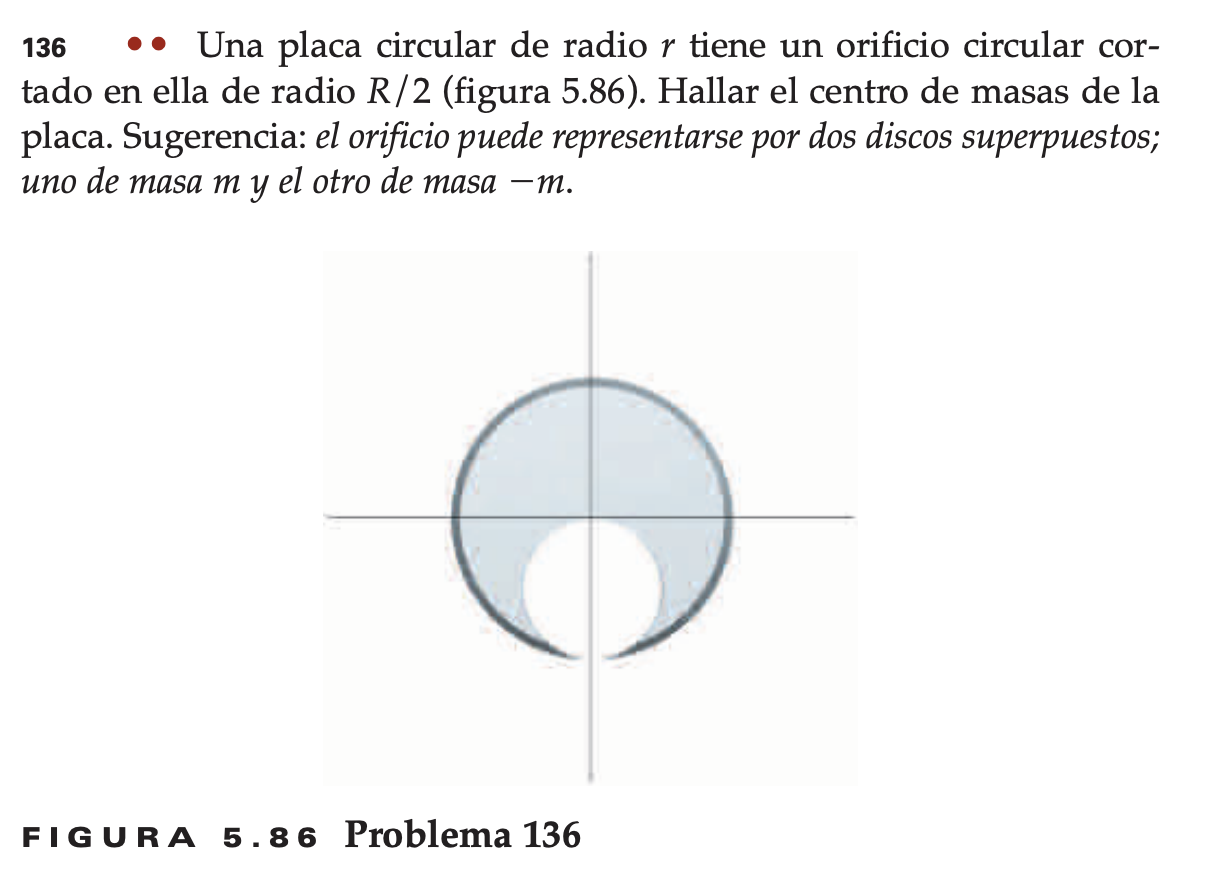 136 •• Una placa circular de radio r tiene un orificio circular cor-
tado en ella de radio R/2 (figura 5.86). Hallar el centro de masas de la
placa. Sugerencia: el orificio puede representarse por dos discos superpuestos;
uno de masa m y el otro de masa −m.
FIGURA 5.86 Problema 136